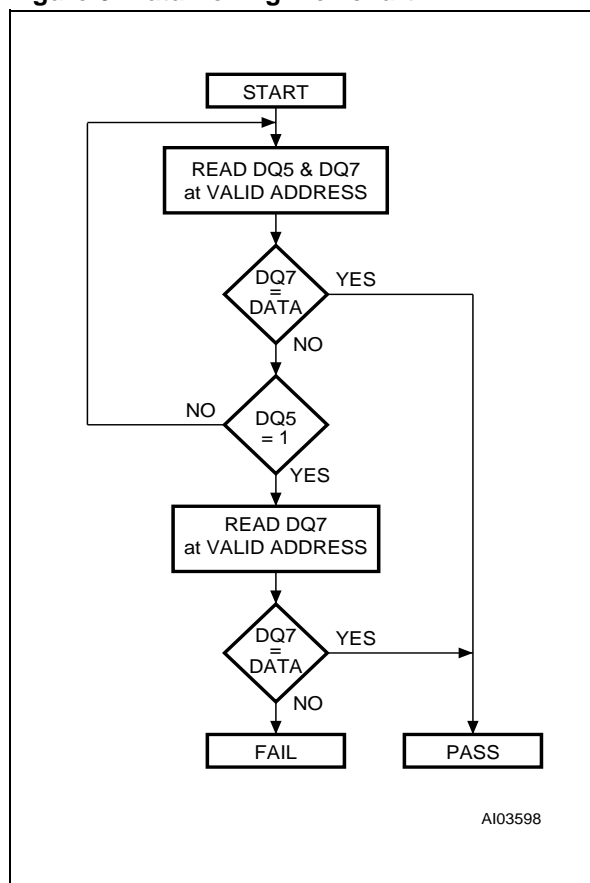 START
READ DQ5 & DQ7
at VALID ADDRESS
DQ7
=
DATA
YES
NO
NO
DQ5
= 1
YES
READ DQ7
at VALID ADDRESS
DQ7
=
DATA
YES
NO
FAIL
PASS
AI03598